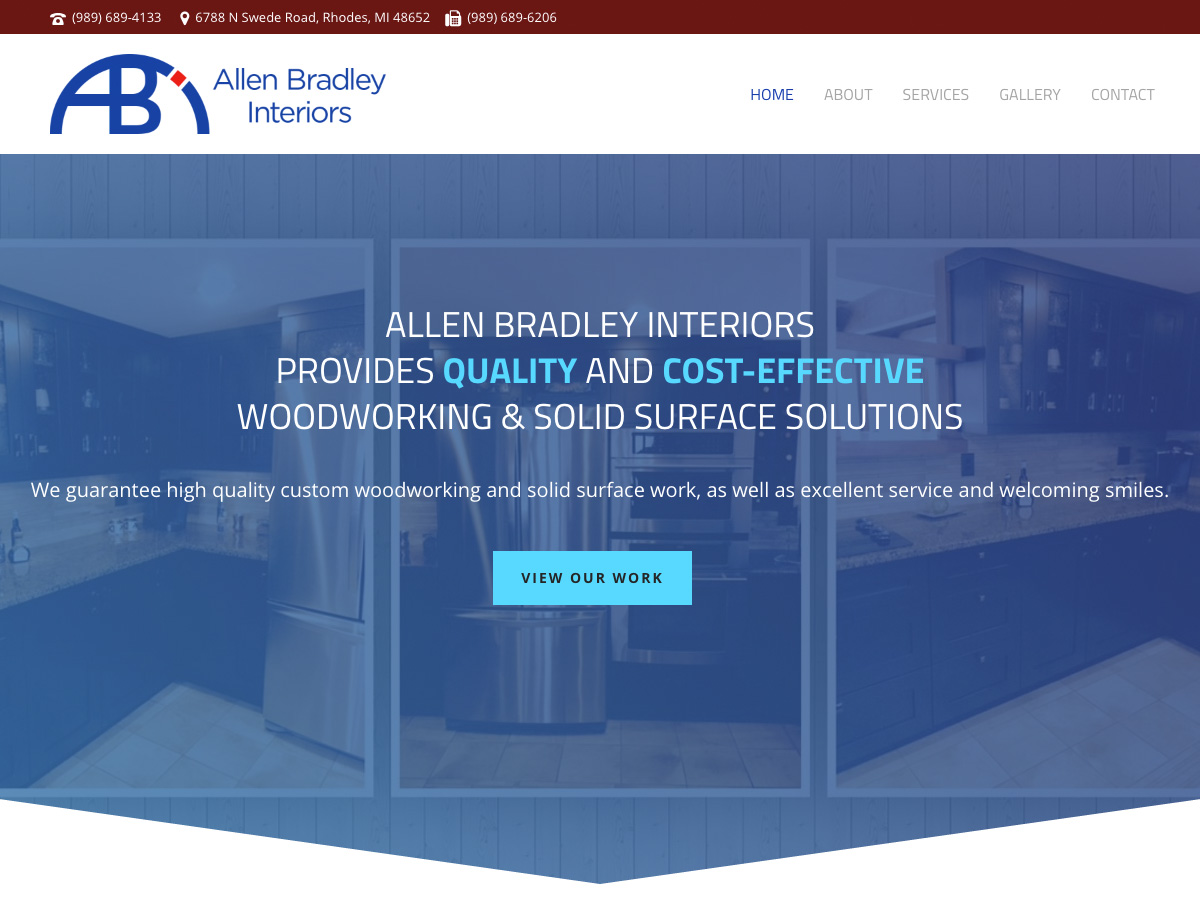 (989) 689-4133 6788 N Swede Road, Rhodes, MI 48652 (989) 689-6206
ABI Allen Bradley
Interiors
HOME ABOUT SERVICES GALLERY CONTACT
ALLEN BRADLEY INTERIORS
PROVIDES QUALITY AND COST-EFFECTIVE
WOODWORKING & SOLID SURFACE SOLUTIONS
We guarantee high quality custom woodworking and solid surface work, as well as excellent service and welcoming smiles.
VIEW OUR WORK